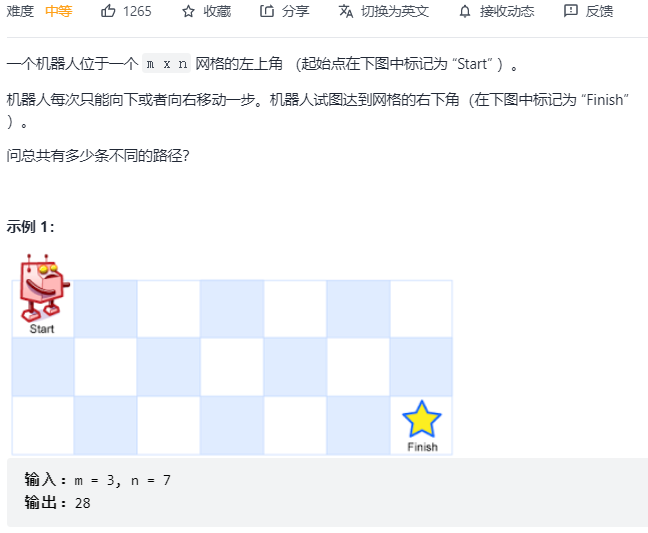 难度 中等 1265 收藏 分享 切换为英文 接收动态 反馈
一个机器人位于一个 m x n 网格的左上角 （起始点在下图中标记为 “Start” ）。
机器人每次只能向下或者向右移动一步。机器人试图达到网格的右下角（在下图中标记为 “Finish”
）。
问总共有多少条不同的路径？
示例 1：
Start
Finish
输入：m = 3, n = 7
输出：28